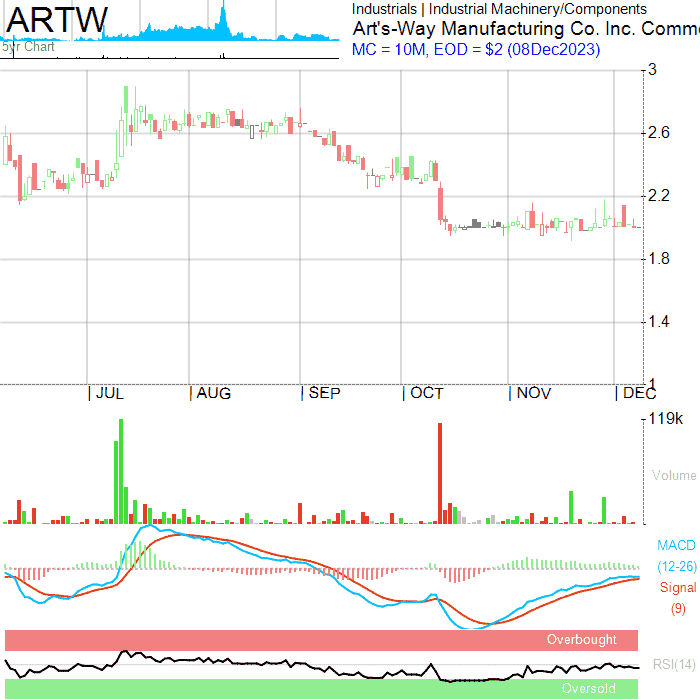 ARTW
5yr Chart
Industrials | Industrial Machinery/Components
Art's-Way Manufacturing Co. Inc. Comm
MC = 10M, EOD = $2 (08Dec2023)
3
2.6
2.2
1.8
1.4
1
| JUL | AUG | SEP | OCT | NOV | DEC
119k
Volume
MACD
(12-26)
Signal
(9)
Overbought
RSI(14)
Oversold